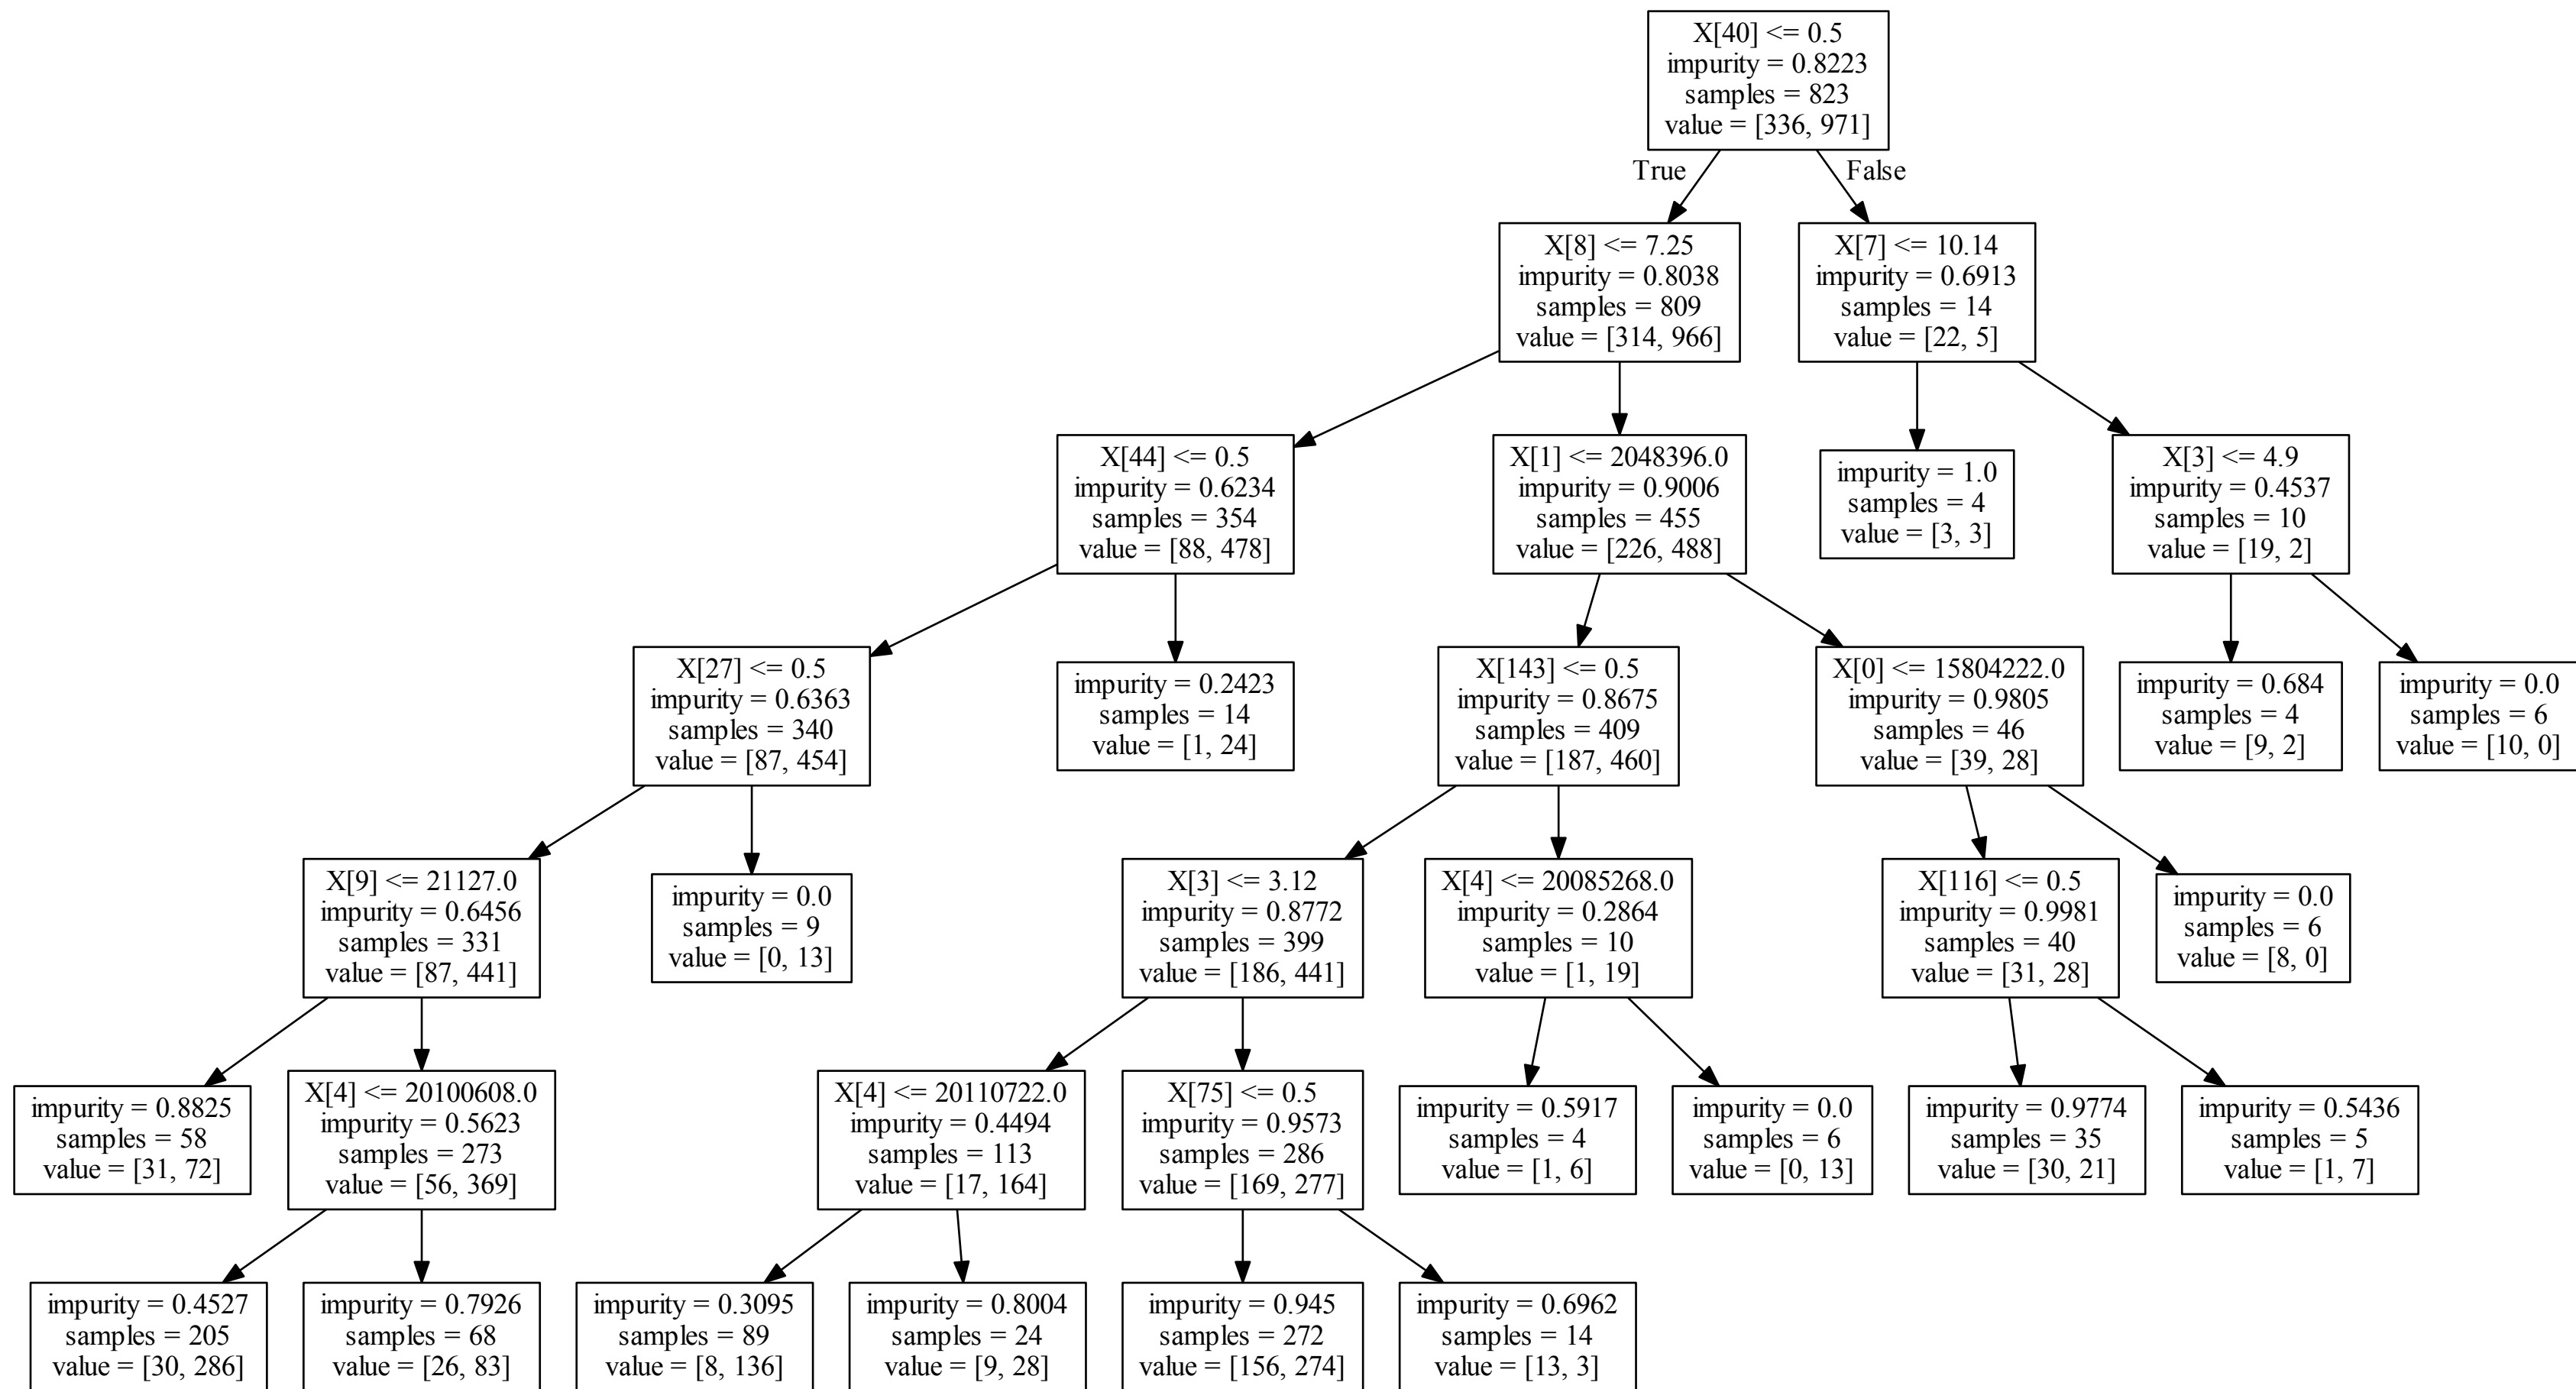 X[40] <= 0.5
impurity = 0.8223
samples = 823
value = [336, 971]
True
False
X[8] <= 7.25
impurity = 0.8038
samples = 809
value = [314, 966]
X[7] <= 10.14
impurity = 0.6913
samples = 14
value = [22, 5]
X[44] <= 0.5
impurity = 0.6234
samples = 354
value = [88, 478]
X[1] <= 2048396.0
impurity = 0.9006
samples = 455
value = [226, 488]
impurity = 1.0
samples = 4
value = [3, 3]
X[3] <= 4.9
impurity = 0.4537
samples = 10
value = [19, 2]
X[27] <= 0.5
impurity = 0.6363
samples = 340
value = [87, 454]
impurity = 0.2423
samples = 14
value = [1, 24]
X[143] <= 0.5
impurity = 0.8675
samples = 409
value = [187, 460]
X[0] <= 15804222.0
impurity = 0.9805
samples = 46
value = [39, 28]
impurity = 0.684
samples = 4
value = [9, 2]
impurity = 0.0
samples = 6
value = [10, 0]
X[9] <= 21127.0
impurity = 0.6456
samples = 331
value = [87, 441]
impurity = 0.0
samples = 9
value = [0, 13]
X[3] <= 3.12
impurity = 0.8772
samples = 399
value = [186, 441]
X[4] <= 20085268.0
impurity = 0.2864
samples = 10
value = [1, 19]
X[116] <= 0.5
impurity = 0.9981
samples = 40
value = [31, 28]
impurity = 0.0
samples = 6
value = [8, 0]
impurity = 0.8825
samples = 58
value = [31, 72]
X[4] <= 20100608.0
impurity = 0.5623
samples = 273
value = [56, 369]
X[4] <= 20110722.0
impurity = 0.4494
samples = 113
value = [17, 164]
X[75] <= 0.5
impurity = 0.9573
samples = 286
value = [169, 277]
impurity = 0.5917
samples = 4
value = [1, 6]
impurity = 0.0
samples = 6
value = [0, 13]
impurity = 0.9774
samples = 35
value = [30, 21]
impurity = 0.5436
samples = 5
value = [1, 7]
impurity = 0.4527
samples = 205
value = [30, 286]
impurity = 0.7926
samples = 68
value = [26, 83]
impurity = 0.3095
samples = 89
value = [8, 136]
impurity = 0.8004
samples = 24
value = [9, 28]
impurity = 0.945
samples = 272
value = [156, 274]
impurity = 0.6962
samples = 14
value = [13, 3]